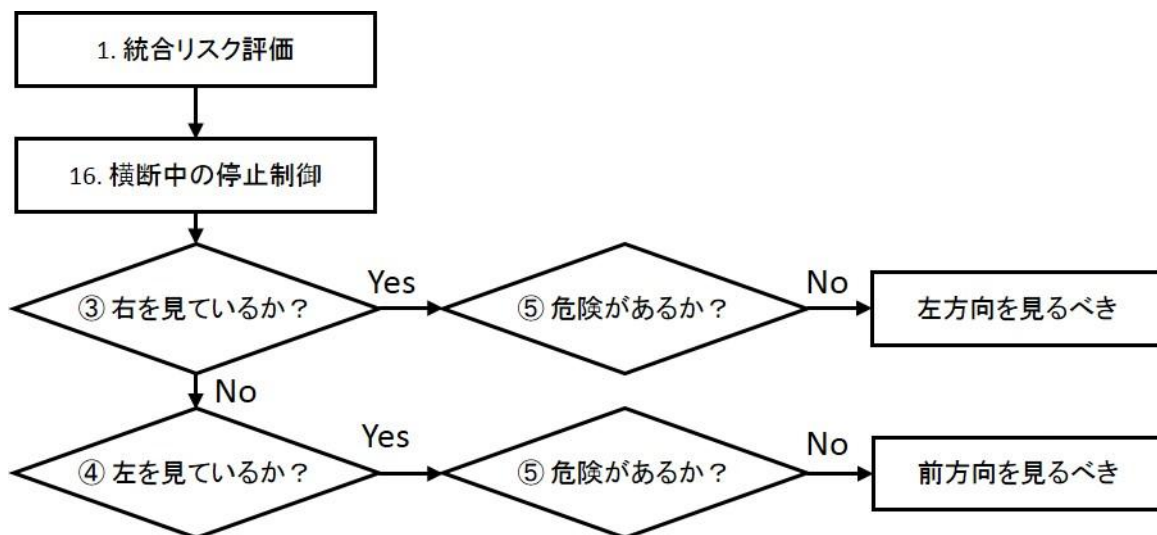 1. 統合リスク評価
16. 横断中の停止制御
③ 右を見ているか？
Yes
⑤ 危険があるか？
No
左方向を見るべき
No
④ 左を見ているか？
Yes
⑤ 危険があるか？
No
前方向を見るべき